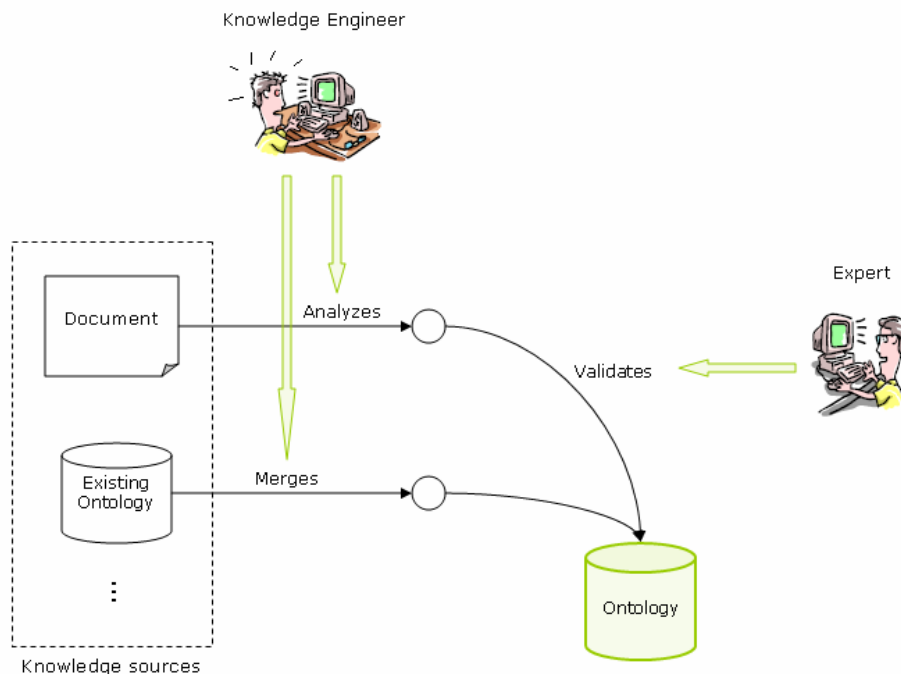 Knowledge Engineer
Expert
Document
Analyzes
Validates
Existing
Ontology
Merges
⋮
Ontology
Knowledge sources